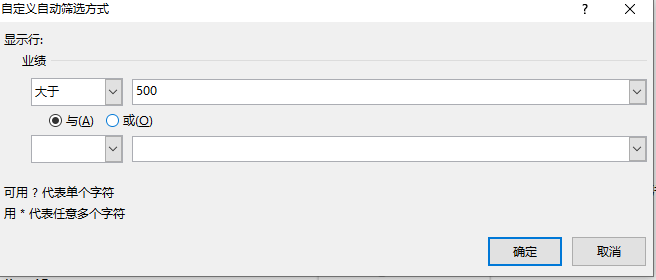 自定义自动筛选方式 ?
显示行:
业绩
大于 500
与(A) 或(O)
可用 ? 代表单个字符
用 * 代表任意多个字符
确定 取消